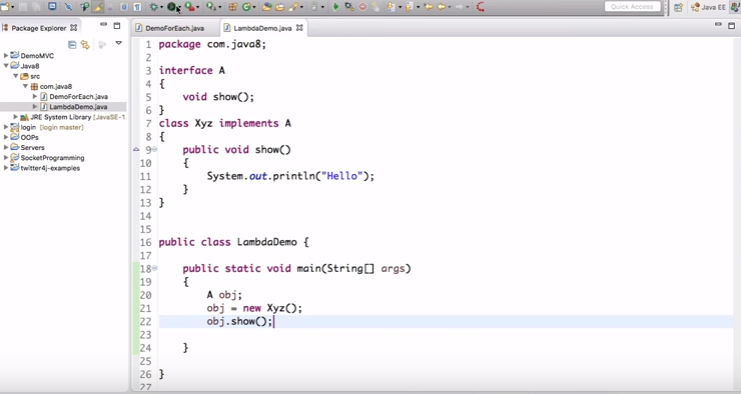 Quick Access
Java EE
Package Explorer
DemoForEach.java
LambdaDemo.java
DemoMVC
Java8
src
com.java8
DemoForEach.java
LambdaDemo.java
JRE System Library [JavaSE-1
login [login master]
OOPs
Servers
SocketProgramming
twitter4j-examples
1 package com.java8;
2
3 interface A
4 {
5 void show();
6 }
7 class Xyz implements A
8 {
9 public void show()
10 {
11 System.out.println("Hello");
12 }
13 }
14
15
16 public class LambdaDemo {
17
18 public static void main(String[] args)
19 {
20 A obj;
21 obj = new Xyz();
22 obj.show();
23
24 }
25
26 }
27